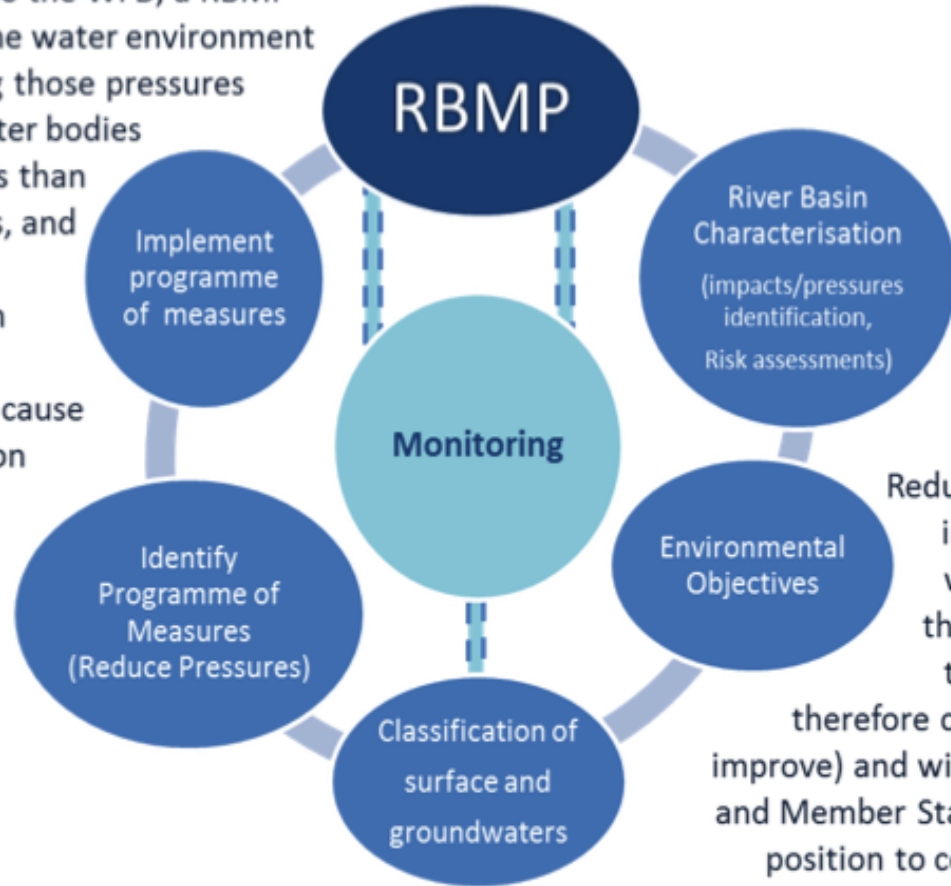 to the WFD, a RBMP
ne water environment
g those pressures
ter bodies
s than
s, and
n
cause
on
RBMP
River Basin
Characterisation
(impacts/pressures
identification,
Risk assessments)
Environmental
Objectives
Classification of
surface and
groundwaters
Identify
Programme of
Measures
(Reduce Pressures)
Implement
programme
of measures
Monitoring
Redu
i
v
th
t
therefore c
improve) and wi
and Member Sta
position to co